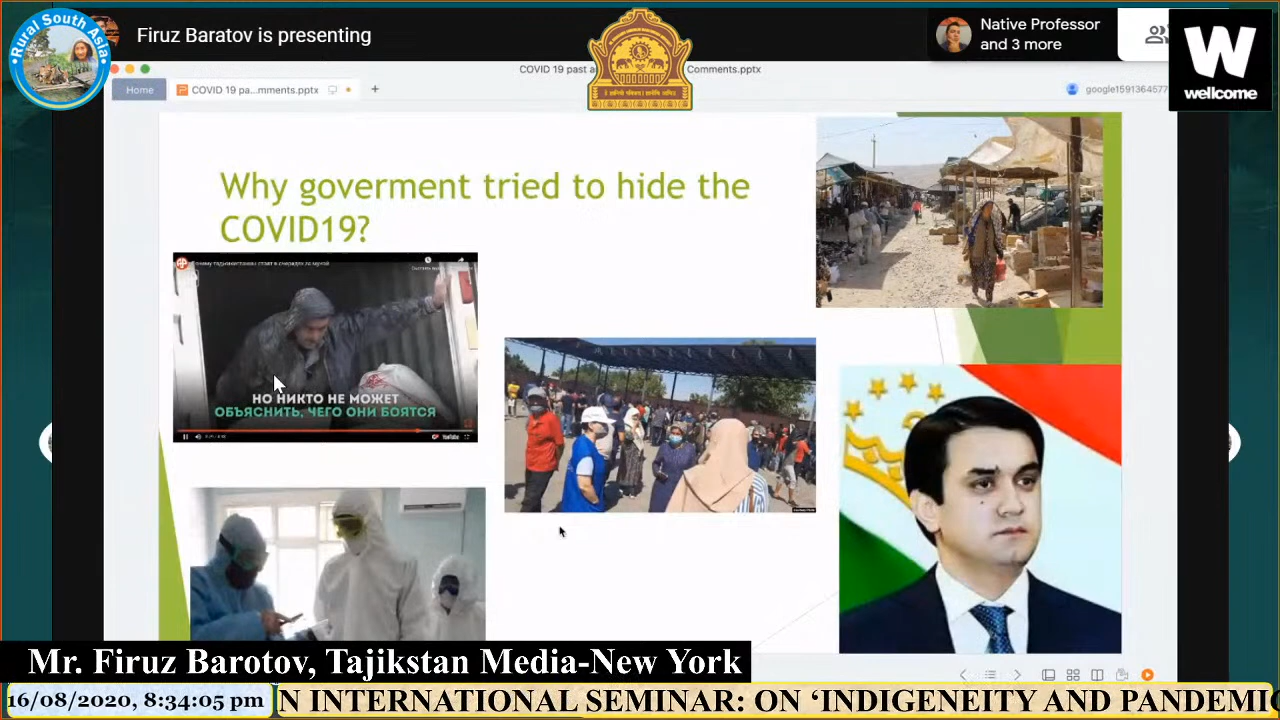 Rural South Asia
Firuz Baratov is presenting
Native Professor
and 3 more
W
wellcome
COVID 19 past a
Comments.pptx
Home
COVID 19 pa...mments.pptx
google1591364577
Why goverment tried to hide the
COVID19?
НО НИКТО НЕ МОЖЕТ
ОБЪЯСНИТЬ, ЧЕГО ОНИ БОЯТСЯ
YouTube
Mr. Firuz Barotov, Tajikstan Media-New York
16/08/2020, 8:34:05 pm
N INTERNATIONAL SEMINAR: ON ‘INDIGENEITY AND PANDEMIC